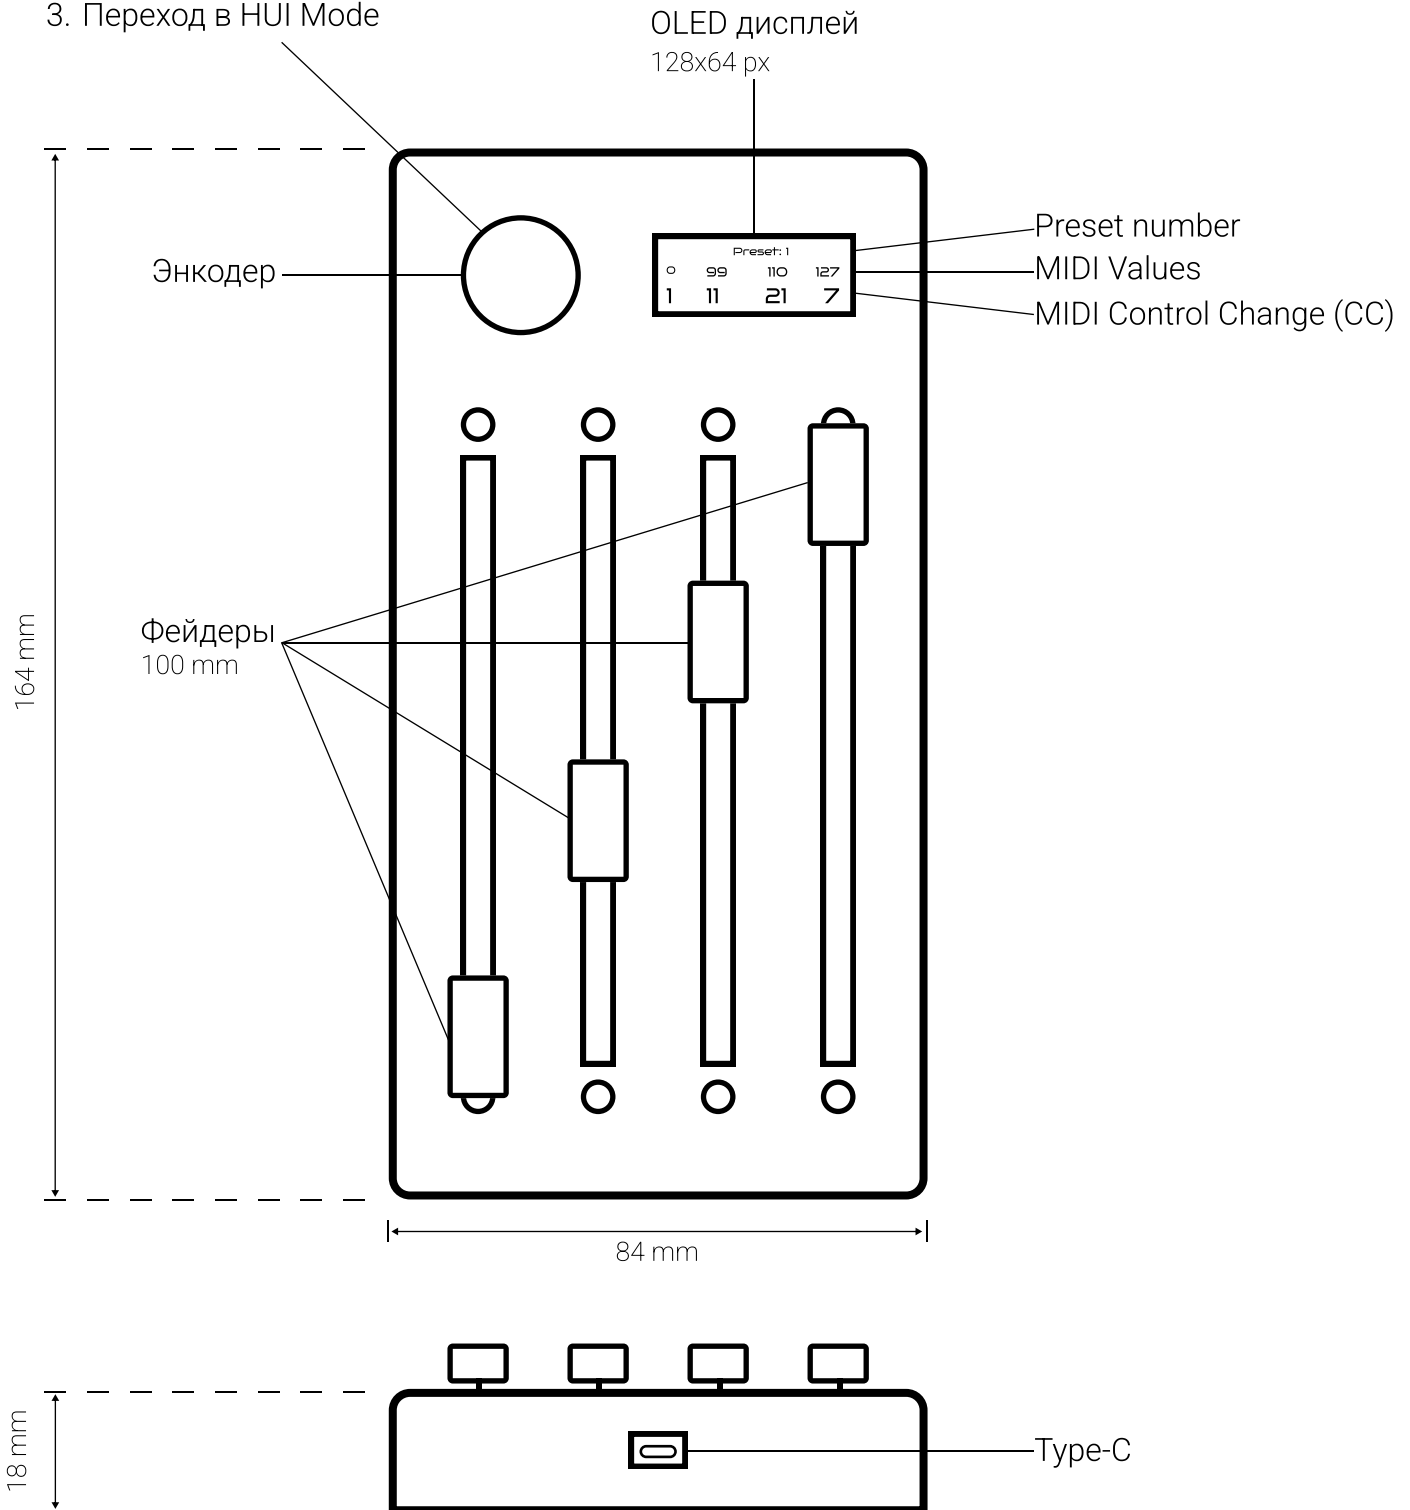 3. Переход в HUI Mode
OLED дисплей
128x64 px
Энкодер
Preset: 1
0 99 110 127
1 11 21 7
Preset number
MIDI Values
MIDI Control Change (CC)
Фейдеры
100 mm
164 mm
84 mm
18 mm
Type-C